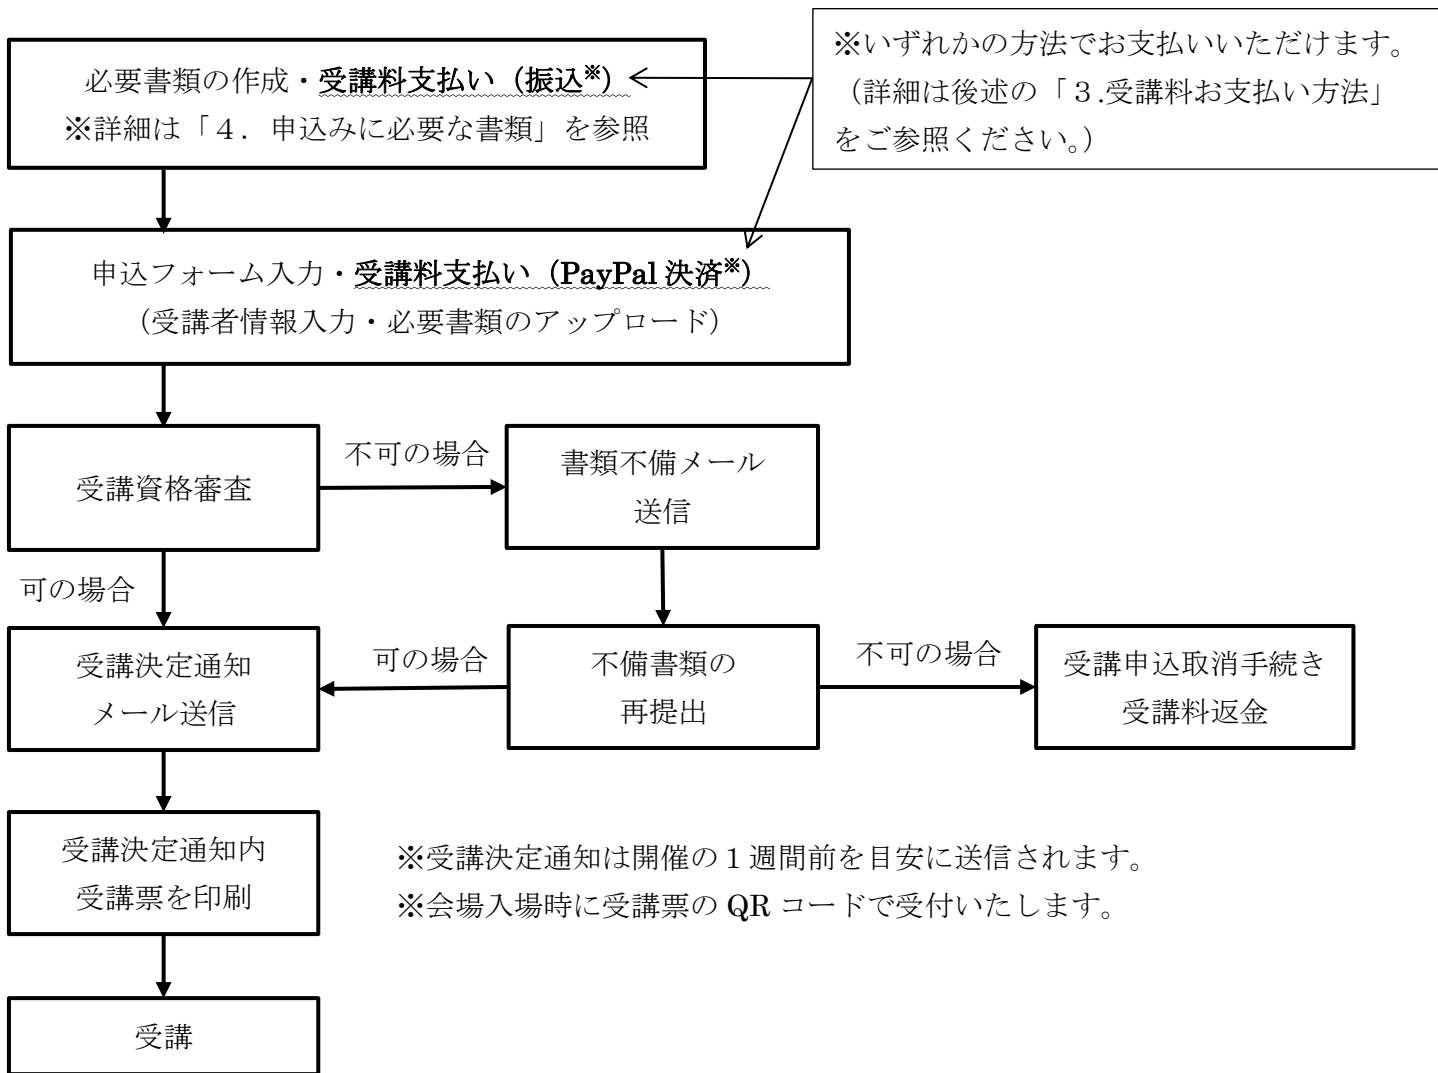 必要書類の作成・受講料支払い（振込※）
※詳細は「４．申込みに必要な書類」を参照
※いずれかの方法でお支払いいただけます。
（詳細は後述の「３.受講料お支払い方法」
をご参照ください。）
申込フォーム入力・受講料支払い（PayPal 決済※）
（受講者情報入力・必要書類のアップロード）
受講資格審査
不可の場合
書類不備メール
送信
可の場合
受講決定通知
メール送信
可の場合
不備書類の
再提出
不可の場合
受講申込取消手続き
受講料返金
受講決定通知内
受講票を印刷
※受講決定通知は開催の１週間前を目安に送信されます。
※会場入場時に受講票の QR コードで受付いたします。
受講